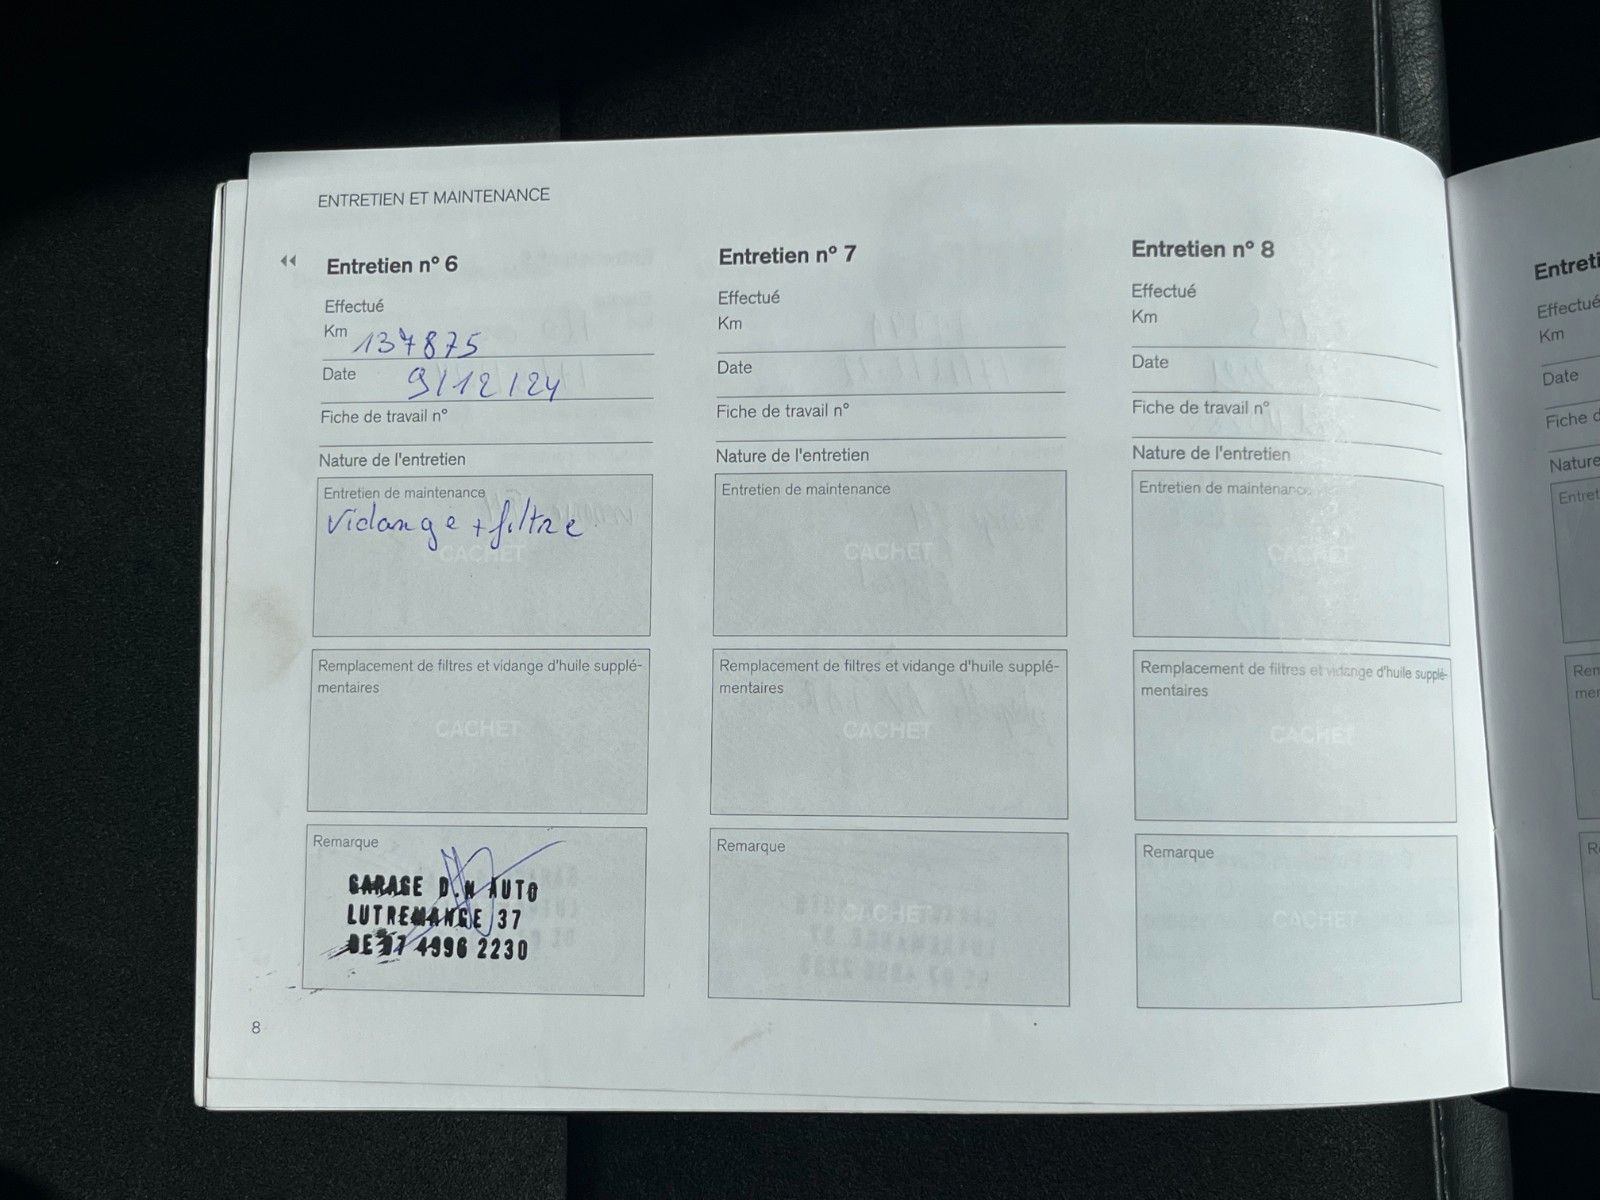 ENTRETIEN ET MAINTENANCE
Entretien n° 6
Effectué
Km 137875
Date 9/12/24
Fiche de travail n°
Nature de l'entretien
Entretien de maintenance
Vidange + filtre
CACHET
Remplacement de filtres et vidange d'huile supplé-
mentaires
CACHET
Remarque
GARAGE D.N AUTO
LUTREMANGE 37
BE 07 4996 2230
8
Entretien n° 7
Effectué
Km
Date
Fiche de travail n°
Nature de l'entretien
Entretien de maintenance
CACHET
Remplacement de filtres et vidange d'huile supplé-
mentaires
CACHET
Remarque
CACHET
Entretien n° 8
Effectué
Km
Date
Fiche de travail n°
Nature de l'entretien
Entretien de maintenance
CACHET
Remplacement de filtres et vidange d'huile supplé-
mentaires
CACHET
Remarque
CACHET
Entreti
Effectué
Km
Date
Fiche d
Nature
Entret
Rem
men
R